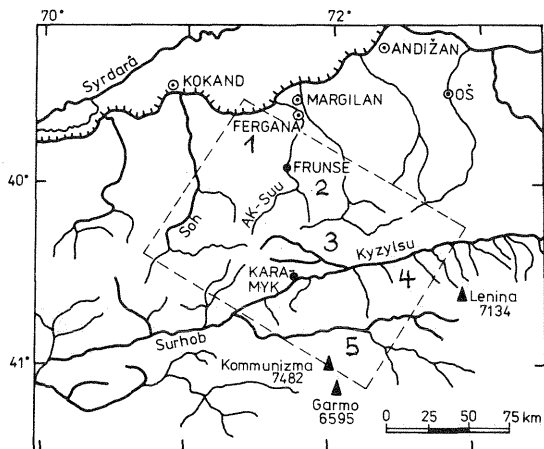 70°
72°
Syrdarå
KOKAND
ANDIŽAN
MARGILAN
OŠ
FERGANA
1
FRUNSE
2
40°
AK-Suu
Soh
3
Kyzylsu
KARA-
MYK
4
Lenina
7134
Surhob
5
41°
Kommunizma
7482
Garmo
6595
0 25 50 75 km